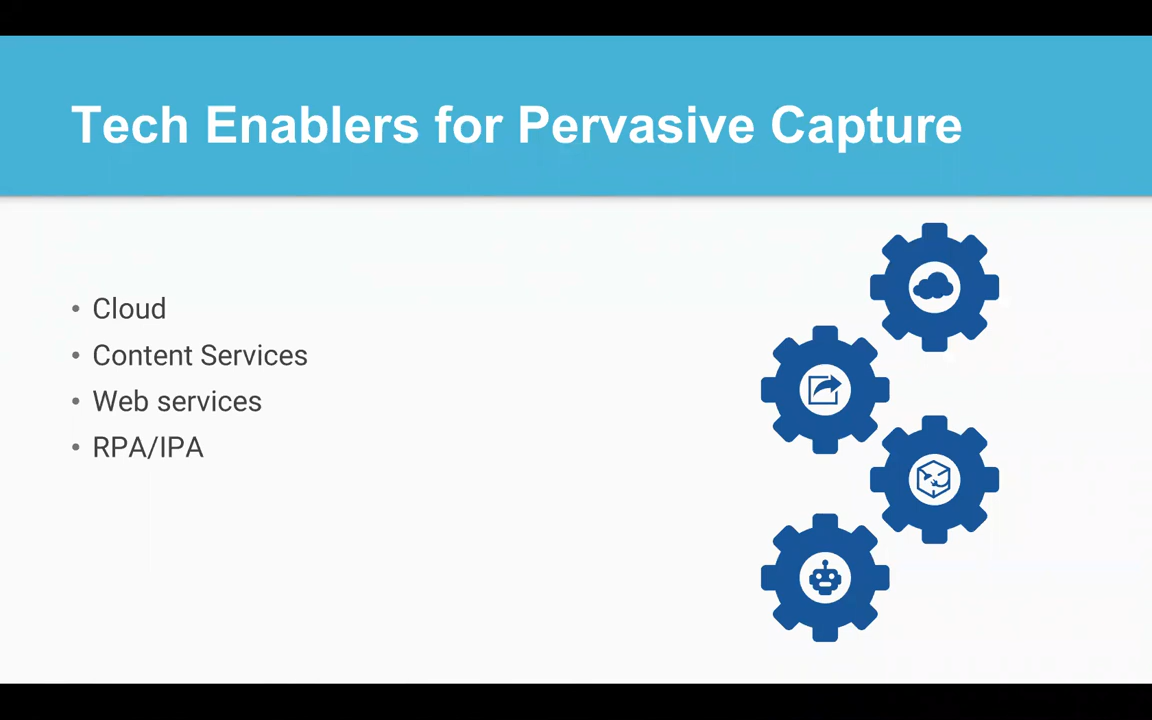 Tech Enablers for Pervasive Capture
• Cloud
• Content Services
• Web services
• RPA/IPA